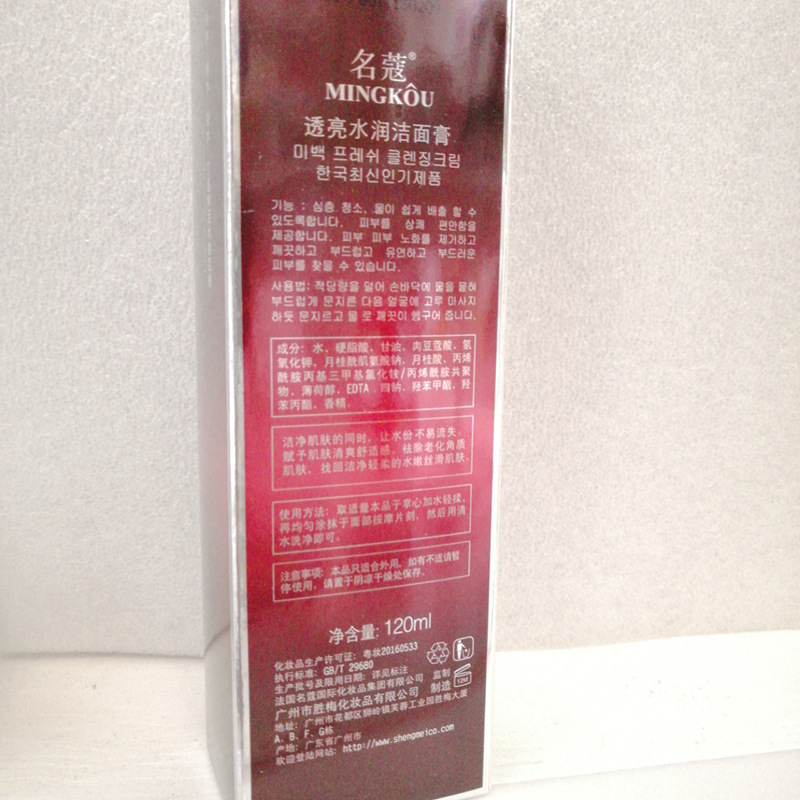 名蔻®
MINGKÔU
透亮水润洁面膏
미백 프레쉬 클렌징크림
한국최신인기제품
기능 : 심층 청소, 물이 쉽게 배출 할 수
있도록합니다. 피부를 상쾌 편안함을
제공합니다. 피부 피부 노화를 제거하고
깨끗하고 부드럽고 유연하고 부드러운
피부를 찾을 수 있습니다.
사용법: 적당량을 덜어 손바닥에 물을 묻혀
부드럽게 문지른 다음 얼굴에 고루 마사지
하듯 문지르고 물 로 깨끗이 헹구어 줍니다.
成分: 水、硬脂酸、甘油、肉豆蔻酸、氢
氧化钾、月桂酰肌氨酸钠、月桂酸、丙烯
酰胺丙基三甲基氯化铵/丙烯酰胺共聚
物、薄荷醇、EDTA 四钠、羟苯甲酯、羟
苯丙酯、香精。
洁净肌肤的同时，让水份不易流失。
赋予肌肤清爽舒适感，祛除老化角质
肌肤，找回洁净轻柔的水嫩丝滑肌肤。
使用方法: 取适量本品于掌心加水轻揉，
再均匀涂抹于面部按摩片刻，然后用清
水洗净即可。
注意事项: 本品只适合外用，如有不适请暂
停使用。请置于阴凉干燥处保存。
净含量: 120ml
化妆品生产许可证: 粤妆20160533
执行标准: GB/T 29680
生产批号及限用日期: 详见标注
法国名蔻国际化妆品集团有限公司 监制
广州市胜梅化妆品有限公司 制造
12M
地址: 广州市花都区狮岭镇芙蓉工业园胜梅大厦
A、B、F、G栋
产地: 广东省广州市
欢迎登陆网站: http://www.shengmeico.com